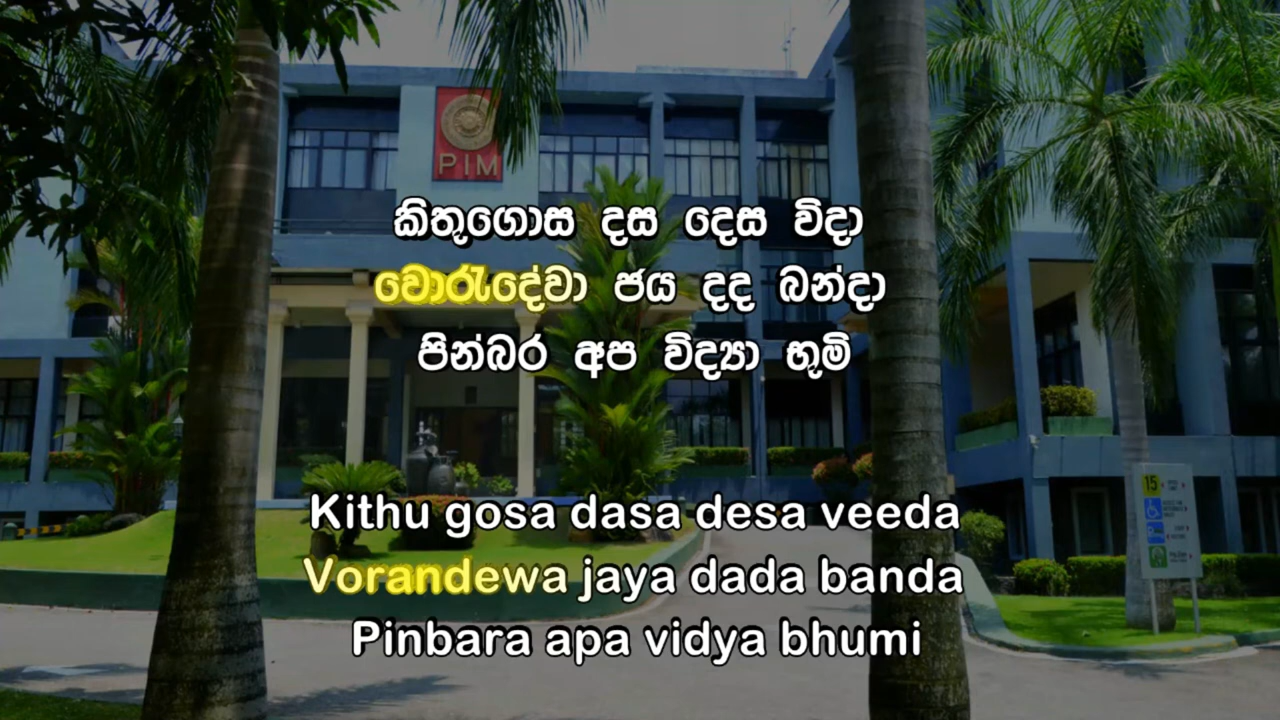 PIM
කිතුගොස දස දෙස විදා
වොරැදේවා ජය දද බන්දා
පින්බර අප විද්‍යා භූමි
Kithu gosa dasa desa veeda
Vorandewa jaya dada banda
Pinbara apa vidya bhumi
15